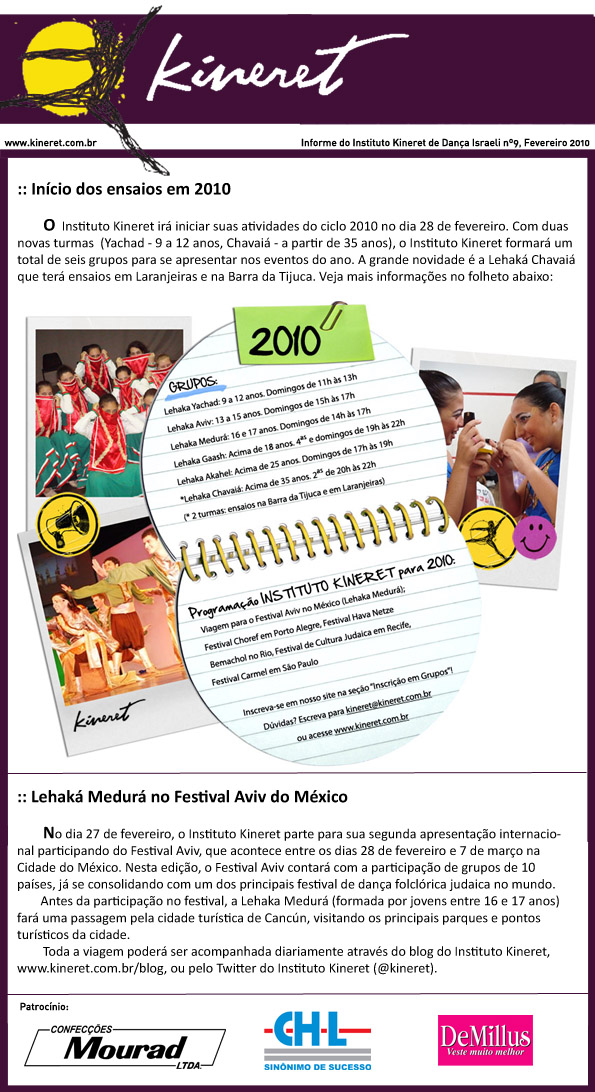 Kineret
www.kineret.com.br
Informe do Instituto Kineret de Dança Israeli nº9, Fevereiro 2010
:: Início dos ensaios em 2010
O Instituto Kineret irá iniciar suas atividades do ciclo 2010 no dia 28 de fevereiro. Com duas
novas turmas (Yachad - 9 a 12 anos, Chavaiá - a partir de 35 anos), o Instituto Kineret formará um
total de seis grupos para se apresentar nos eventos do ano. A grande novidade é a Lehaká Chavaiá
que terá ensaios em Laranjeiras e na Barra da Tijuca. Veja mais informações no folheto abaixo:
2010
GRUPOS:
Lehaka Yachad: 9 a 12 anos. Domingos de 11h às 13h
Lehaka Aviv: 13 a 15 anos. Domingos de 15h às 17h
Lehaka Medurá: 16 e 17 anos. Domingos de 14h às 17h
Lehaka Gaash: Acima de 18 anos. 4ªs e domingos de 19h às 22h
Lehaka Akahel: Acima de 25 anos. Domingos de 17h às 19h
*Lehaka Chavaiá: Acima de 35 anos. 2ªs de 20h às 22h
(* 2 turmas: ensaios na Barra da Tijuca e em Laranjeiras)
Programação INSTITUTO KINERET para 2010:
Viagem para o Festival Aviv no México (Lehaka Medurá);
Festival Choref em Porto Alegre, Festival Hava Netze
Bemachol no Rio, Festival de Cultura Judaica em Recife,
Festival Carmel em São Paulo
Inscreva-se em nosso site na seção "Inscrição em Grupos"!
Dúvidas? Escreva para kineret@kineret.com.br
ou acesse www.kineret.com.br
Kineret
:: Lehaká Medurá no Festival Aviv do México
No dia 27 de fevereiro, o Instituto Kineret parte para sua segunda apresentação internacio-
nal participando do Festival Aviv, que acontece entre os dias 28 de fevereiro e 7 de março na
Cidade do México. Nesta edição, o Festival Aviv contará com a participação de grupos de 10
países, já se consolidando com um dos principais festival de dança folclórica judaica no mundo.
Antes da participação no festival, a Lehaka Medurá (formada por jovens entre 16 e 17 anos)
fará uma passagem pela cidade turística de Cancún, visitando os principais parques e pontos
turísticos da cidade.
Toda a viagem poderá ser acompanhada diariamente através do blog do Instituto Kineret,
www.kineret.com.br/blog, ou pelo Twitter do Instituto Kineret (@kineret).
Patrocínio:
CONFECÇÕES
Mourad
LTDA.
CHL
SINÔNIMO DE SUCESSO
DeMillus
Veste muito melhor